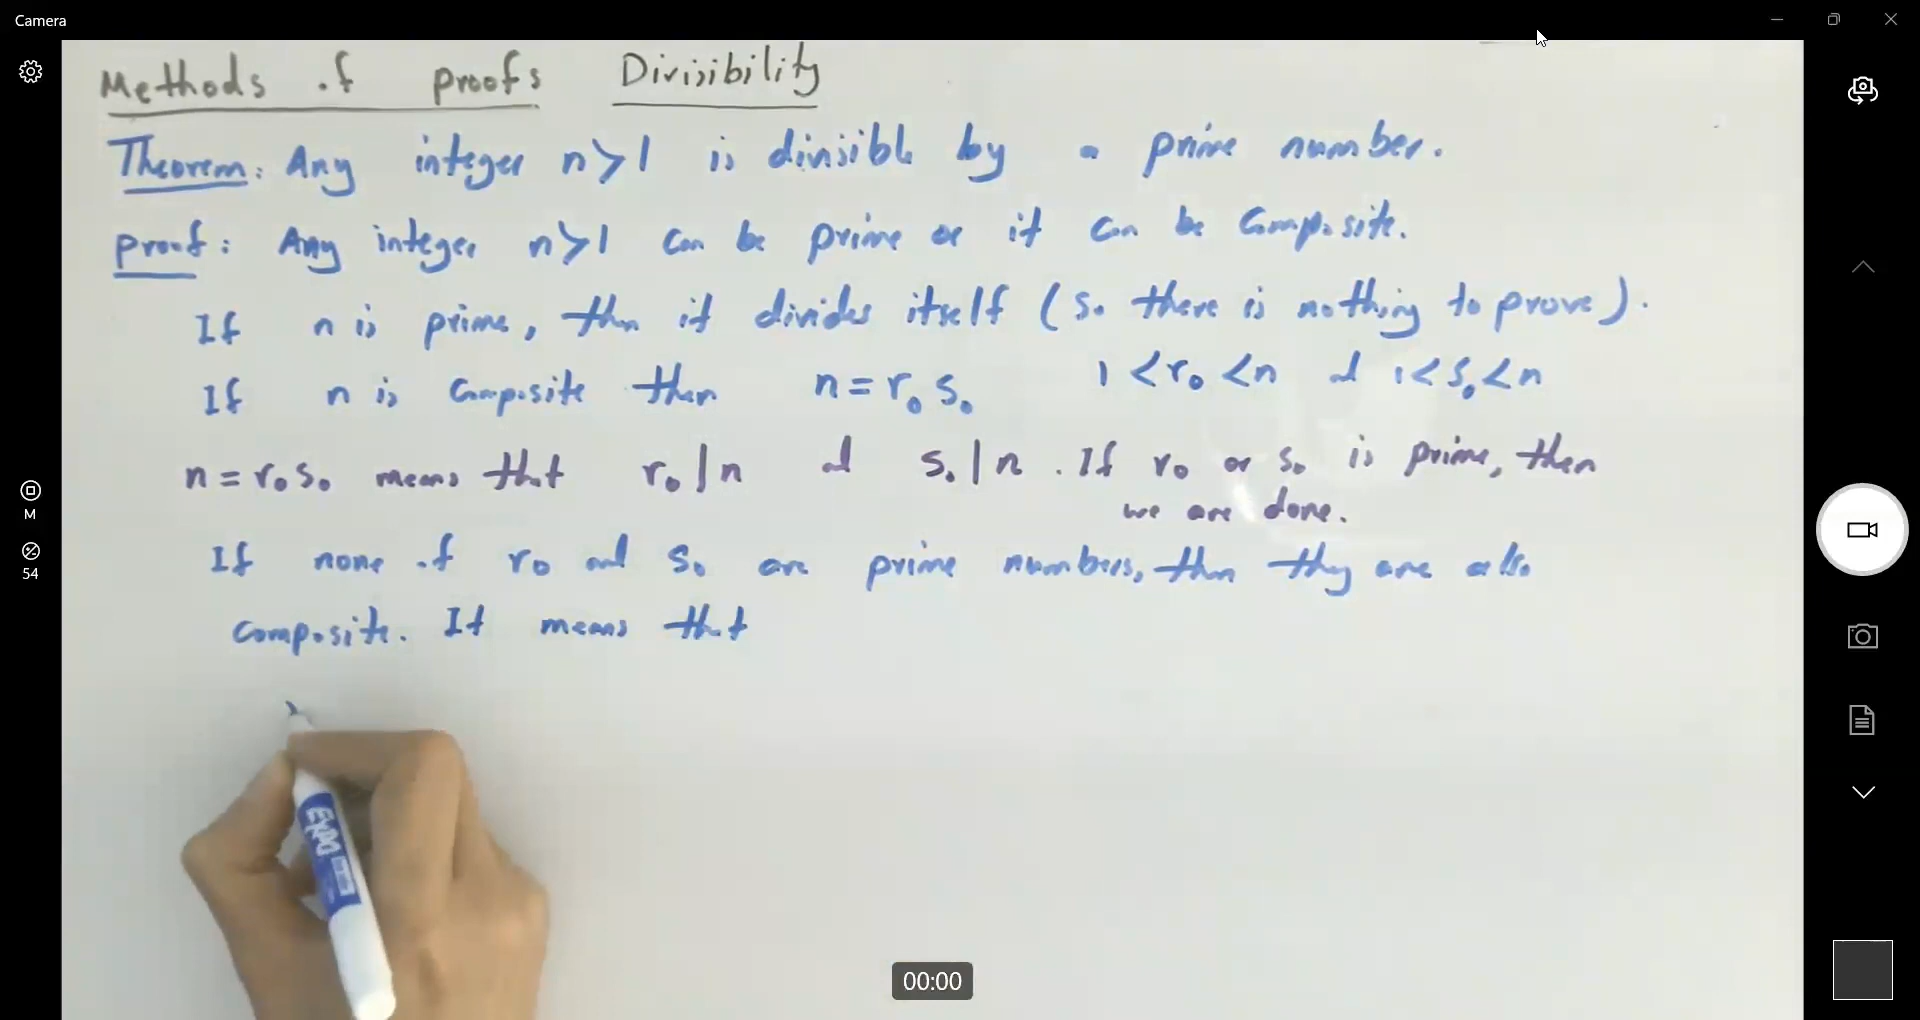 Camera
Methods of proofs Divisibility
Theorem: Any integer n>1 is divisible by a prime number.
proof: Any integer n>1 can be prime or it can be composite.
If n is prime, then it divides itself (so there is nothing to prove).
If n is composite then n=r₀ s₀ 1<r₀<n and 1<s₀<n
n=r₀s₀ means that r₀|n and s₀|n. If r₀ or s₀ is prime, then
we are done.
If none of r₀ and s₀ are prime numbers, then they are also
composite. It means that
M
54
EXPO
00:00